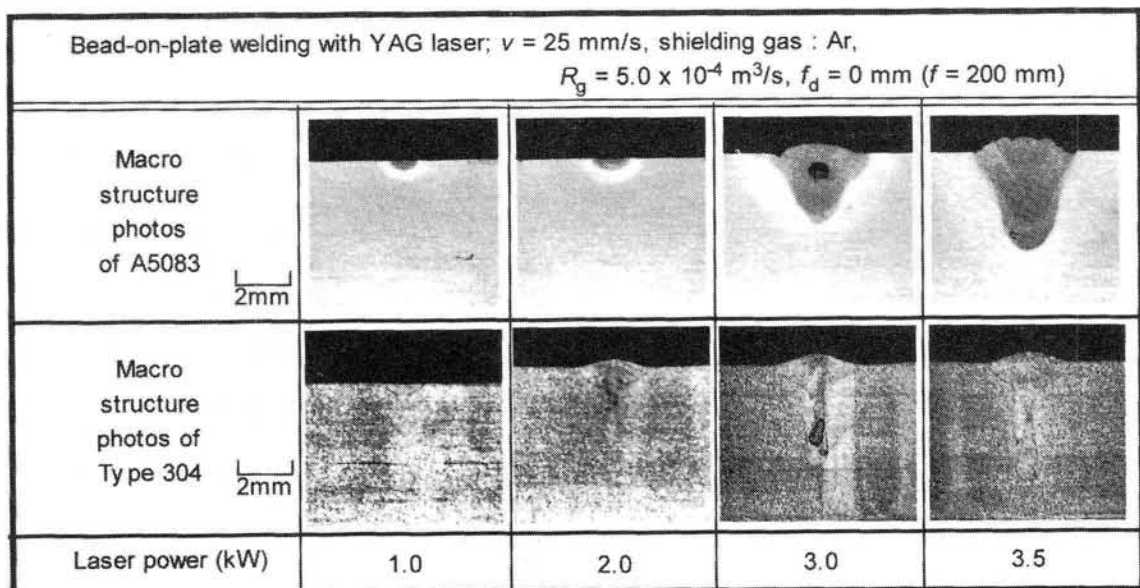 Bead-on-plate welding with YAG laser; v = 25 mm/s, shielding gas : Ar,
R_g = 5.0 x 10⁻⁴ m³/s, f_d = 0 mm (f = 200 mm)
Macro
structure
photos
of A5083
2mm
Macro
structure
photos of
Type 304
2mm
Laser power (kW)
1.0
2.0
3.0
3.5